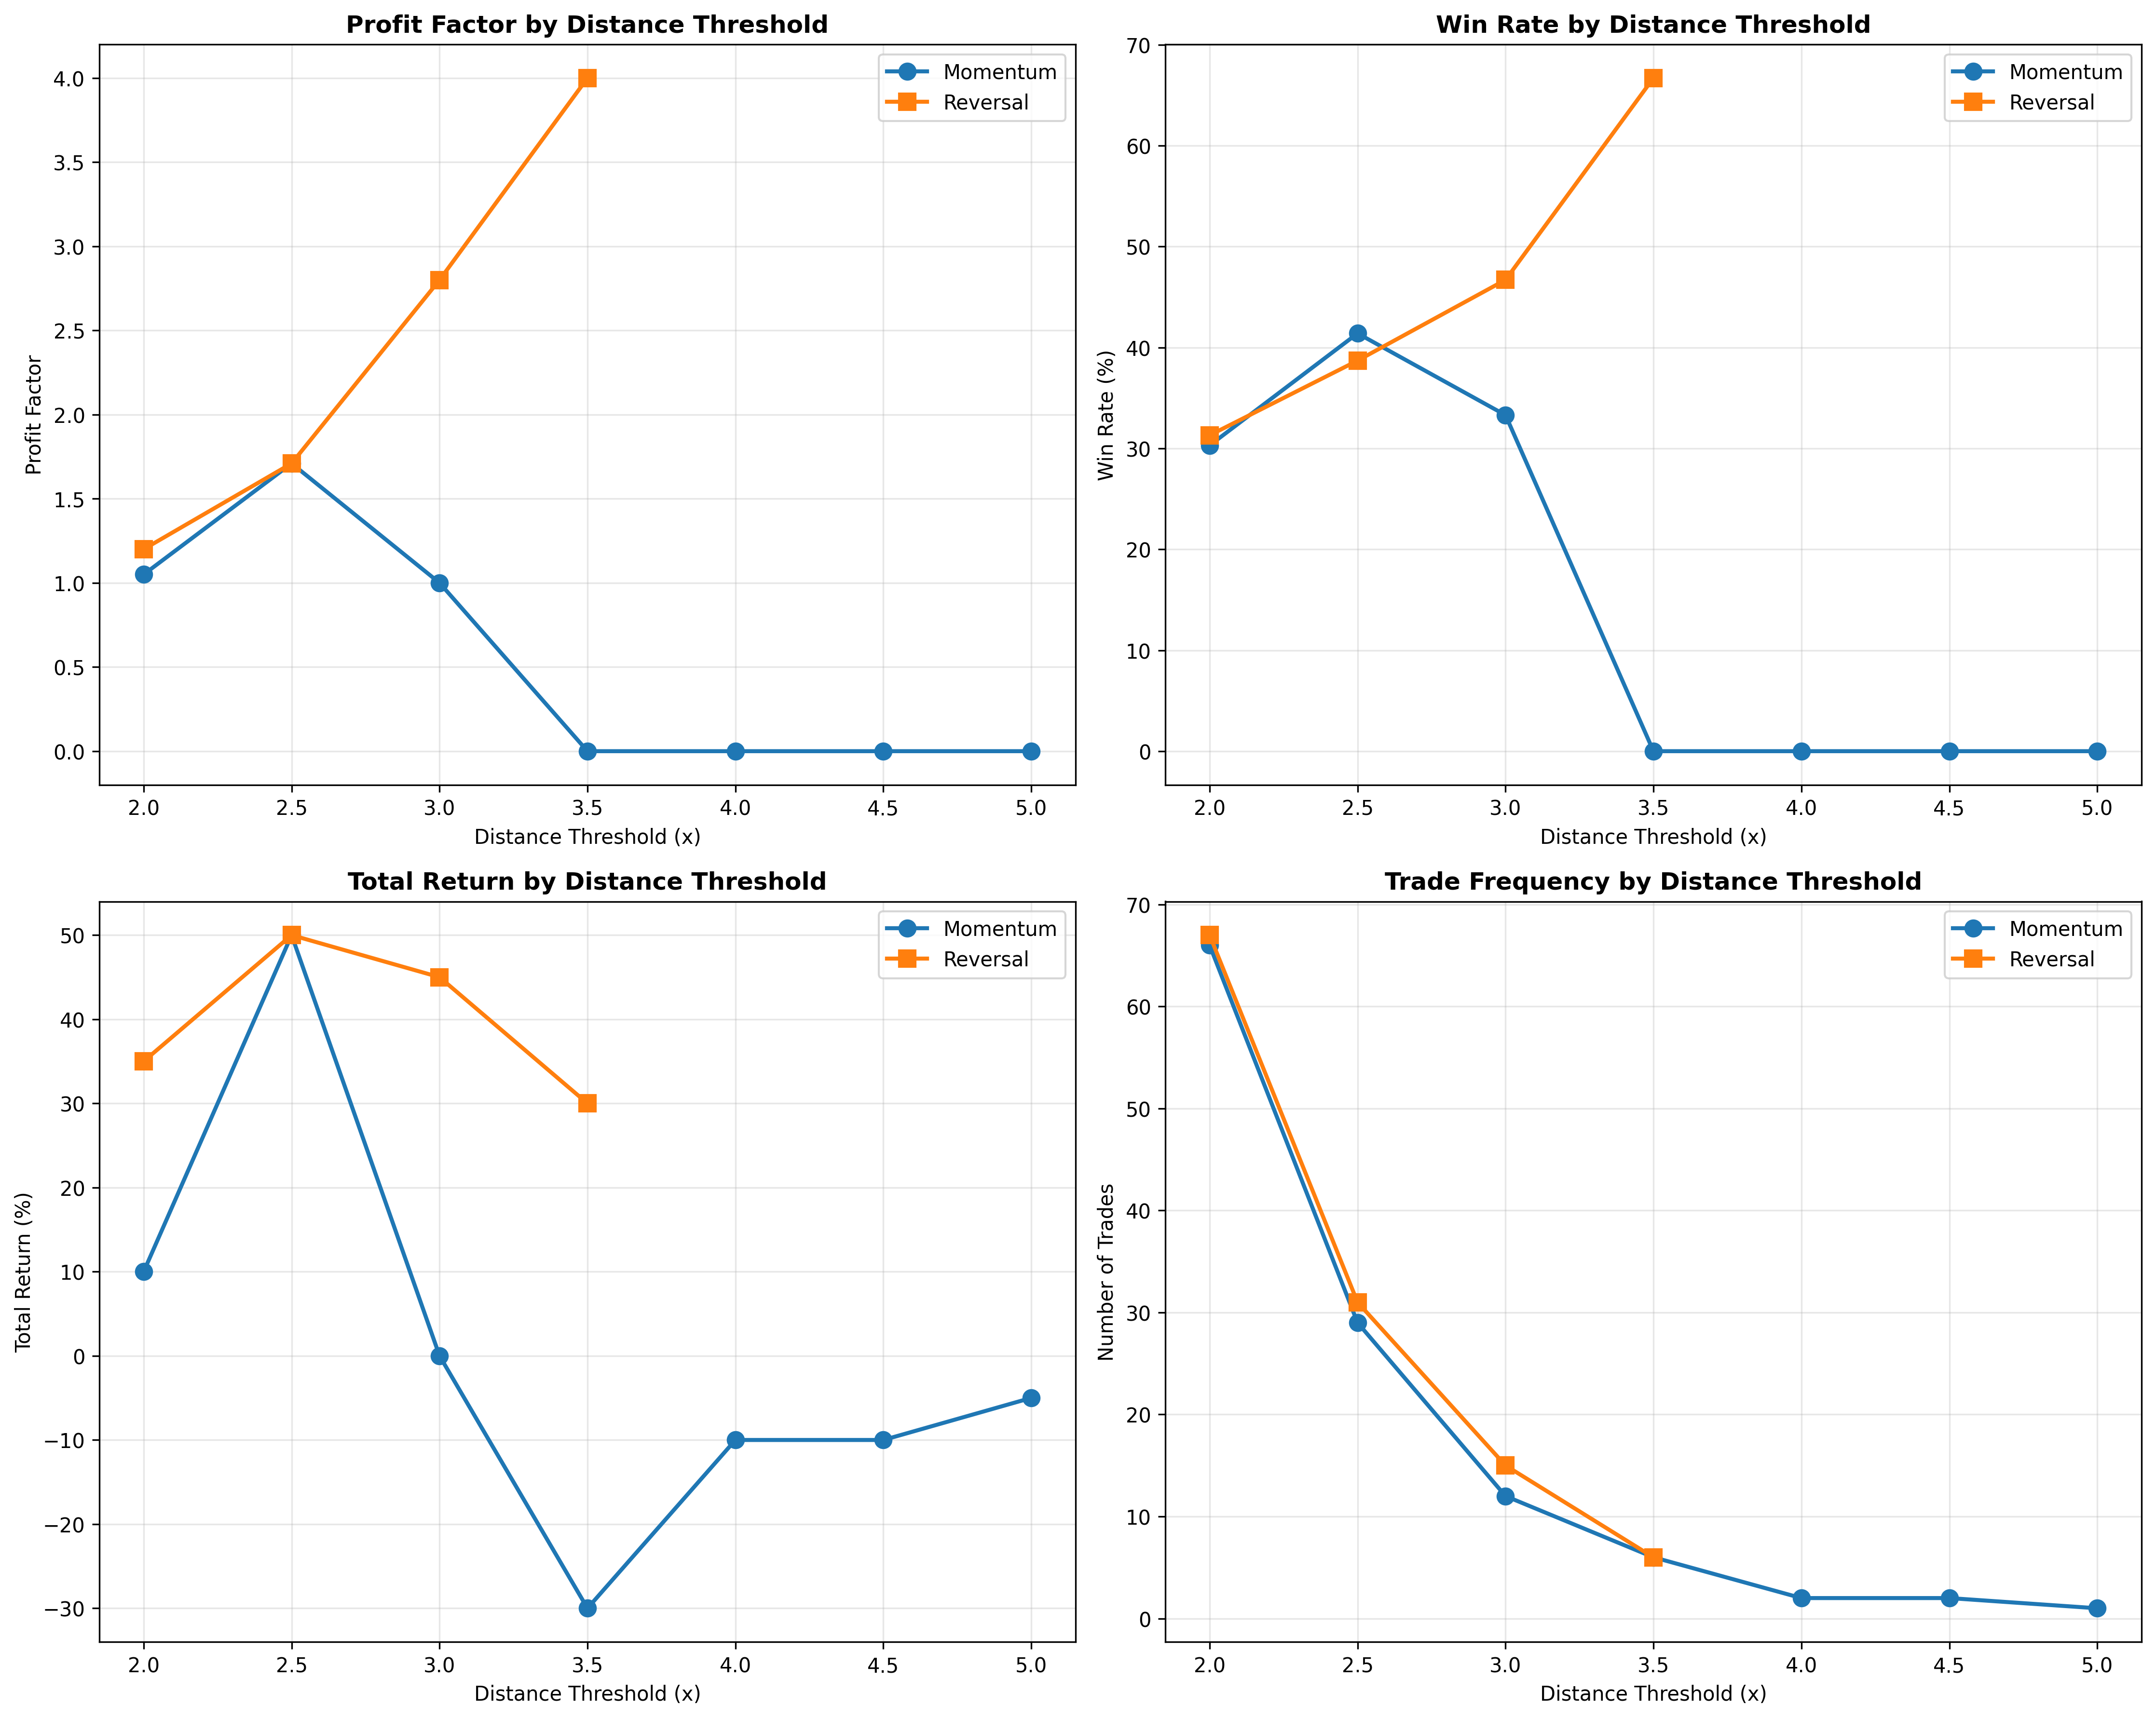 Profit Factor by Distance Threshold
4.0
3.5
3.0
2.5
2.0
1.5
1.0
0.5
0.0
Profit Factor
Momentum
Reversal
2.0 2.5 3.0 3.5 4.0 4.5 5.0
Distance Threshold (x)
Win Rate by Distance Threshold
70
60
50
40
30
20
10
0
Win Rate (%)
Momentum
Reversal
2.0 2.5 3.0 3.5 4.0 4.5 5.0
Distance Threshold (x)
Total Return by Distance Threshold
50
40
30
20
10
0
−10
−20
−30
Total Return (%)
Momentum
Reversal
2.0 2.5 3.0 3.5 4.0 4.5 5.0
Distance Threshold (x)
Trade Frequency by Distance Threshold
70
60
50
40
30
20
10
0
Number of Trades
Momentum
Reversal
2.0 2.5 3.0 3.5 4.0 4.5 5.0
Distance Threshold (x)